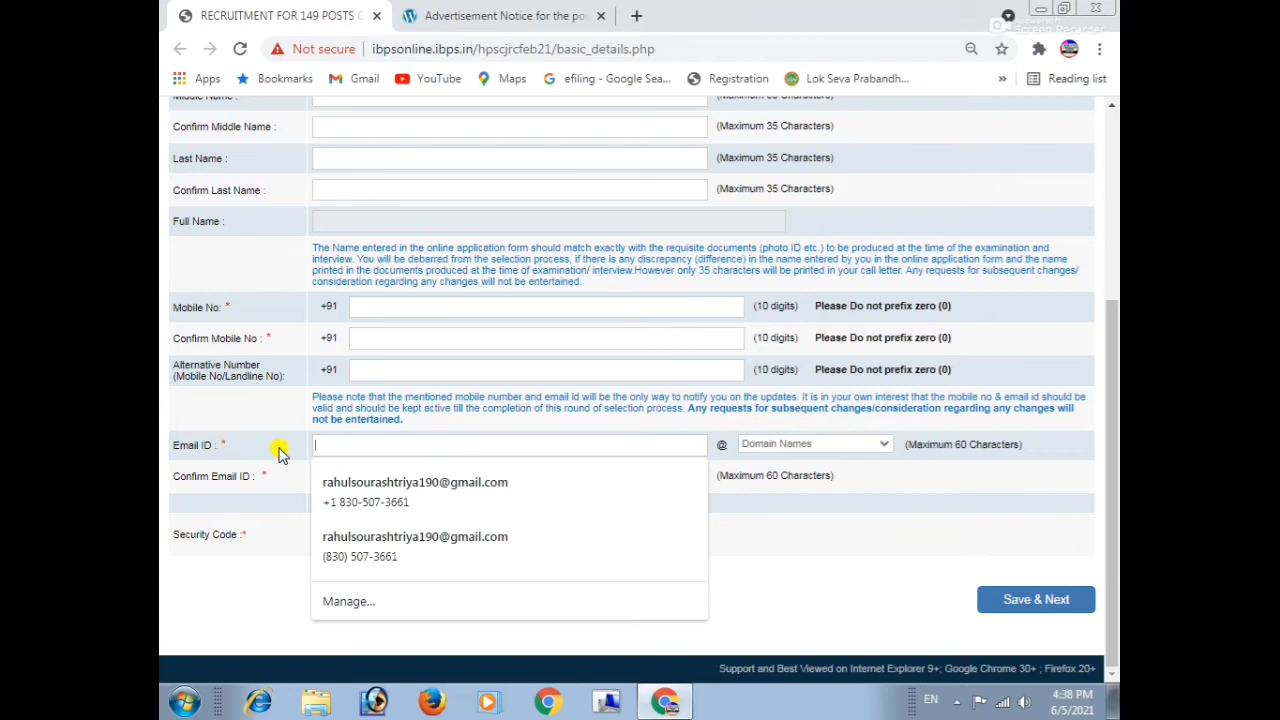 RECRUITMENT FOR 149 POSTS
Advertisement Notice for the po
Screen Recorder
Not secure
ibpsonline.ibps.in/hpscjrcfeb21/basic_details.php
Apps
Bookmarks
Gmail
YouTube
Maps
efiling - Google Sea...
Registration
Lok Seva Prabandh...
»
Reading list
Confirm Middle Name :
(Maximum 35 Characters)
Last Name :
(Maximum 35 Characters)
Confirm Last Name :
(Maximum 35 Characters)
Full Name :
The Name entered in the online application form should match exactly with the requisite documents (photo ID etc.) to be produced at the time of the examination and
interview. You will be debarred from the selection process, if there is any discrepancy (difference) in the name entered by you in the online application form and the name
printed in the documents produced at the time of examination/ interview.However only 35 characters will be printed in your call letter. Any requests for subsequent changes/
consideration regarding any changes will not be entertained.
Mobile No: *
+91
(10 digits)
Please Do not prefix zero (0)
Confirm Mobile No : *
+91
(10 digits)
Please Do not prefix zero (0)
Alternative Number
(Mobile No/Landline No):
+91
(10 digits)
Please Do not prefix zero (0)
Please note that the mentioned mobile number and email id will be the only way to notify you on the updates. It is in your own interest that the mobile no & email id should be
valid and should be kept active till the completion of this round of selection process. Any requests for subsequent changes/consideration regarding any changes will
not be entertained.
Email ID : *
@
Domain Names
(Maximum 60 Characters)
Confirm Email ID : *
(Maximum 60 Characters)
rahulsourashtriya190@gmail.com
+1 830-507-3661
rahulsourashtriya190@gmail.com
(830) 507-3661
Manage...
Security Code :*
Save & Next
Support and Best Viewed on Internet Explorer 9+; Google Chrome 30+ ; Firefox 20+
EN
4:38 PM
6/5/2021